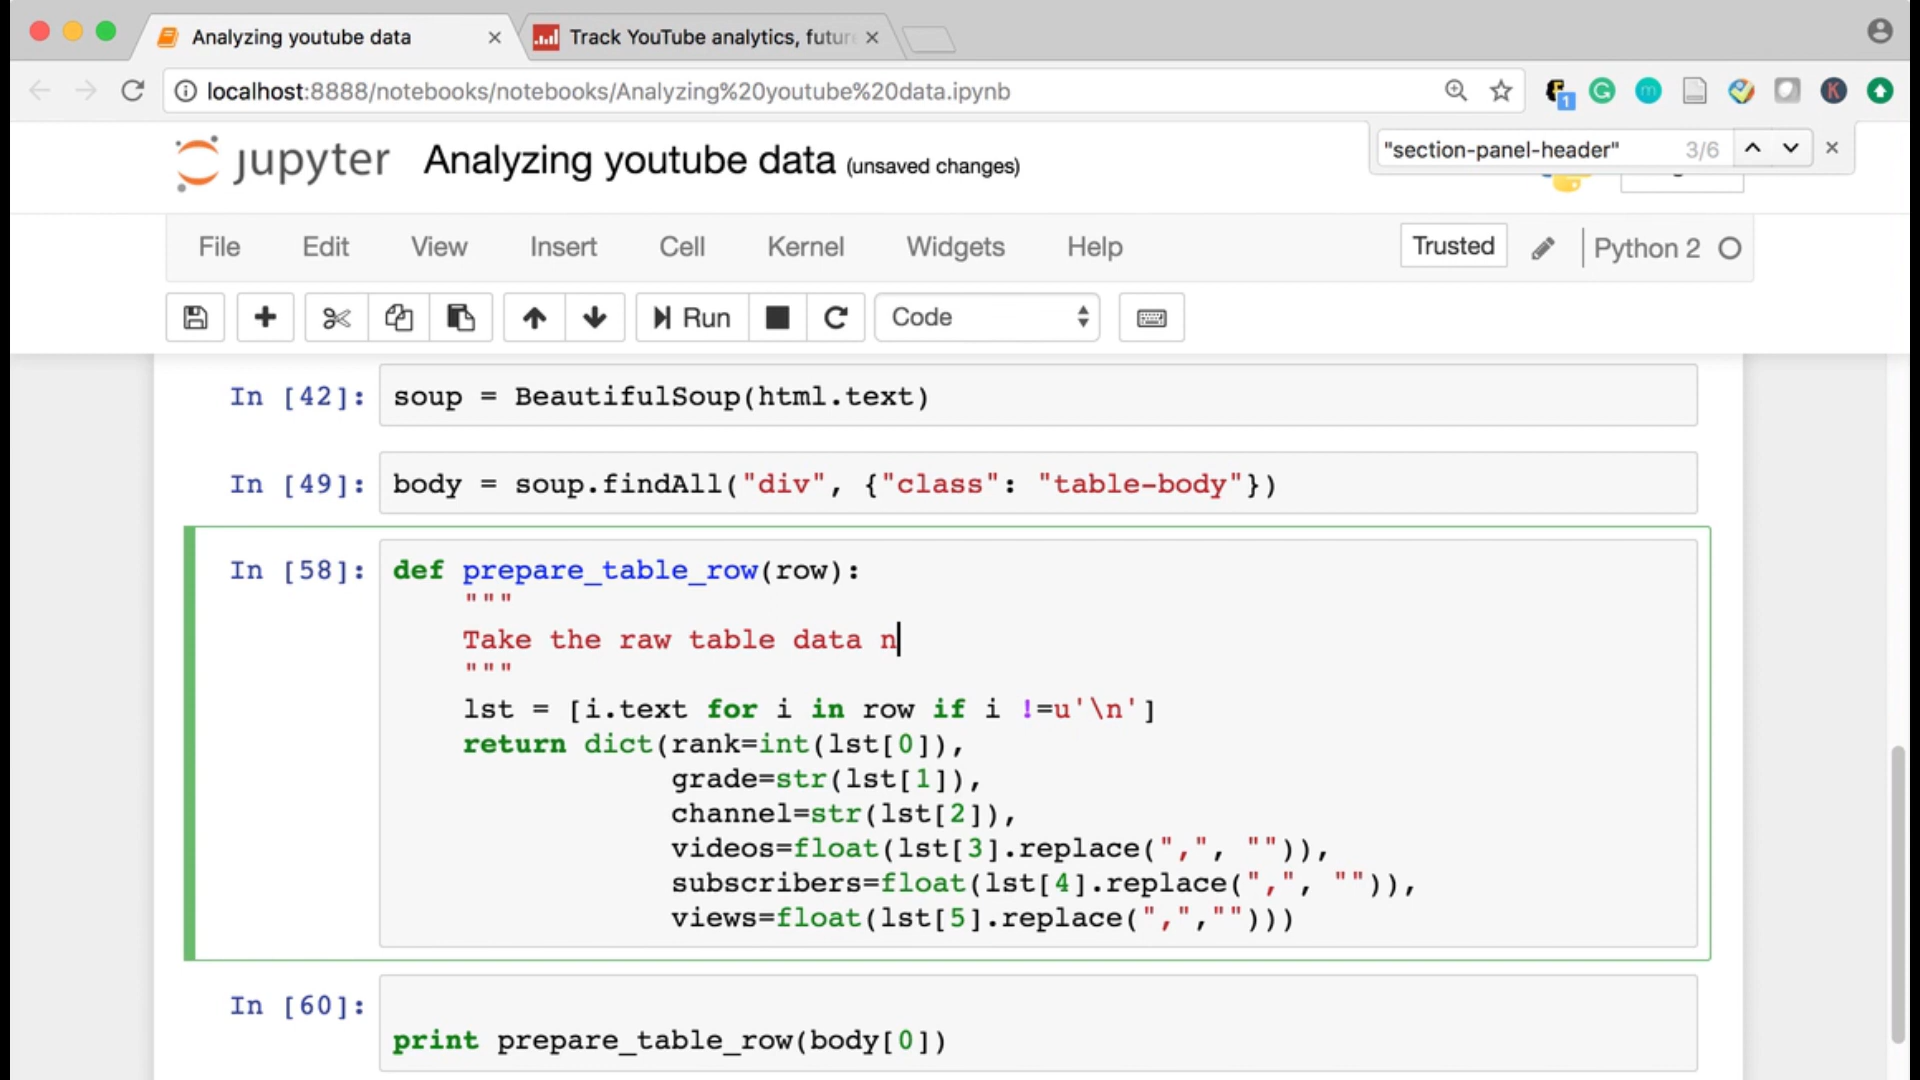 Analyzing youtube data
Track YouTube analytics, futur
localhost:8888/notebooks/notebooks/Analyzing%20youtube%20data.ipynb
1
m
K
"section-panel-header" 3/6
jupyter Analyzing youtube data (unsaved changes)
File Edit View Insert Cell Kernel Widgets Help Trusted Python 2
Run Code
In [42]: soup = BeautifulSoup(html.text)
In [49]: body = soup.findAll("div", {"class": "table-body"})
In [58]: def prepare_table_row(row):
"""
Take the raw table data n
"""
lst = [i.text for i in row if i !=u'\n']
return dict(rank=int(lst[0]),
grade=str(lst[1]),
channel=str(lst[2]),
videos=float(lst[3].replace(",", "")),
subscribers=float(lst[4].replace(",", "")),
views=float(lst[5].replace(",","")))
In [60]:
print prepare_table_row(body[0])